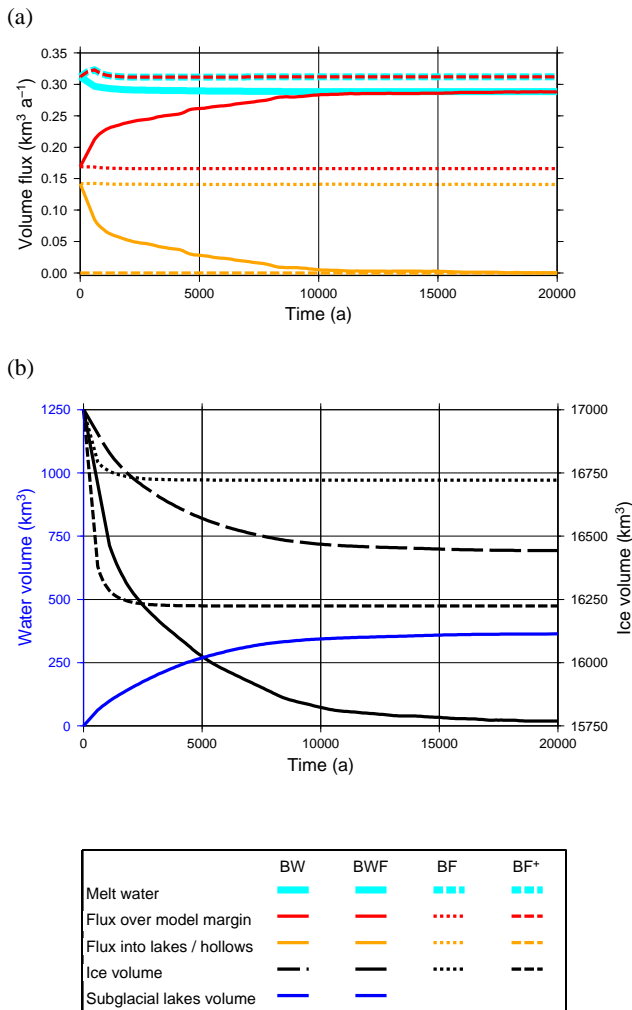 (a)
0.35
0.30
0.25
0.20
0.15
0.10
0.05
0.00
Volume flux (km³ a⁻¹)
0 5000 10000 15000 20000
Time (a)
(b)
1250
1000
750
500
250
0
Water volume (km³)
17000
16750
16500
16250
16000
15750
Ice volume (km³)
0 5000 10000 15000 20000
Time (a)
BW BWF BF BF⁺
Melt water
Flux over model margin
Flux into lakes / hollows
Ice volume
Subglacial lakes volume